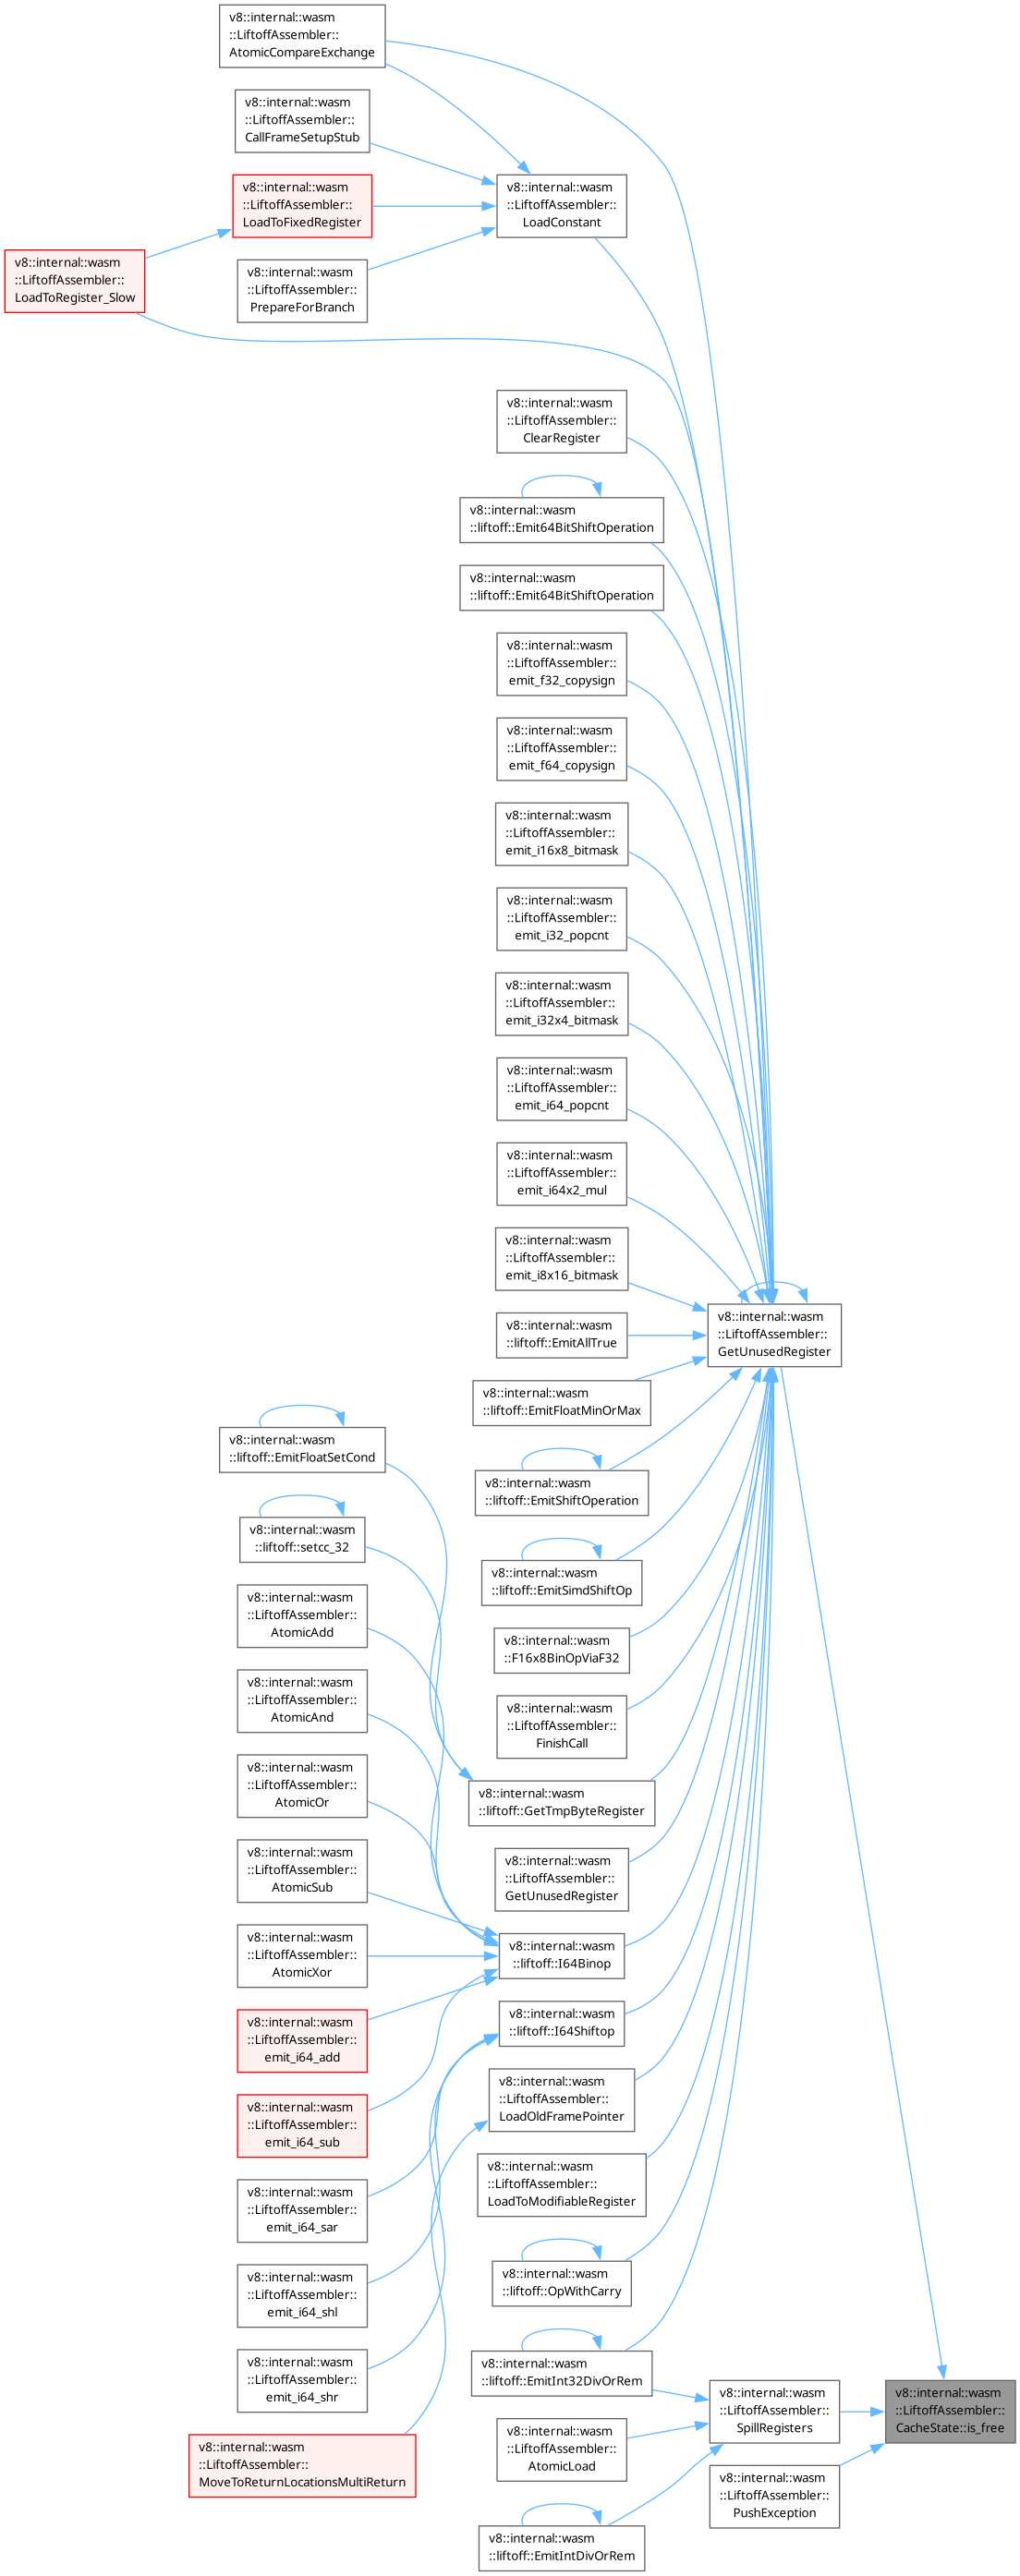 v8::internal::wasm
::LiftoffAssembler::
AtomicCompareExchange
v8::internal::wasm
::LiftoffAssembler::
CallFrameSetupStub
v8::internal::wasm
::LiftoffAssembler::
LoadToFixedRegister
v8::internal::wasm
::LiftoffAssembler::
LoadConstant
v8::internal::wasm
::LiftoffAssembler::
LoadToRegister_Slow
v8::internal::wasm
::LiftoffAssembler::
PrepareForBranch
v8::internal::wasm
::LiftoffAssembler::
ClearRegister
v8::internal::wasm
::liftoff::Emit64BitShiftOperation
v8::internal::wasm
::liftoff::Emit64BitShiftOperation
v8::internal::wasm
::LiftoffAssembler::
emit_f32_copysign
v8::internal::wasm
::LiftoffAssembler::
emit_f64_copysign
v8::internal::wasm
::LiftoffAssembler::
emit_i16x8_bitmask
v8::internal::wasm
::LiftoffAssembler::
emit_i32_popcnt
v8::internal::wasm
::LiftoffAssembler::
emit_i32x4_bitmask
v8::internal::wasm
::LiftoffAssembler::
emit_i64_popcnt
v8::internal::wasm
::LiftoffAssembler::
emit_i64x2_mul
v8::internal::wasm
::LiftoffAssembler::
emit_i8x16_bitmask
v8::internal::wasm
::LiftoffAssembler::
GetUnusedRegister
v8::internal::wasm
::liftoff::EmitAllTrue
v8::internal::wasm
::liftoff::EmitFloatMinOrMax
v8::internal::wasm
::liftoff::EmitFloatSetCond
v8::internal::wasm
::liftoff::EmitShiftOperation
v8::internal::wasm
::liftoff::setcc_32
v8::internal::wasm
::liftoff::EmitSimdShiftOp
v8::internal::wasm
::LiftoffAssembler::
AtomicAdd
v8::internal::wasm
::F16x8BinOpViaF32
v8::internal::wasm
::LiftoffAssembler::
AtomicAnd
v8::internal::wasm
::LiftoffAssembler::
FinishCall
v8::internal::wasm
::LiftoffAssembler::
AtomicOr
v8::internal::wasm
::liftoff::GetTmpByteRegister
v8::internal::wasm
::LiftoffAssembler::
AtomicSub
v8::internal::wasm
::LiftoffAssembler::
GetUnusedRegister
v8::internal::wasm
::LiftoffAssembler::
AtomicXor
v8::internal::wasm
::liftoff::I64Binop
v8::internal::wasm
::LiftoffAssembler::
emit_i64_add
v8::internal::wasm
::liftoff::I64Shiftop
v8::internal::wasm
::LiftoffAssembler::
emit_i64_sub
v8::internal::wasm
::LiftoffAssembler::
LoadOldFramePointer
v8::internal::wasm
::LiftoffAssembler::
emit_i64_sar
v8::internal::wasm
::LiftoffAssembler::
LoadToModifiableRegister
v8::internal::wasm
::LiftoffAssembler::
emit_i64_shl
v8::internal::wasm
::liftoff::OpWithCarry
v8::internal::wasm
::LiftoffAssembler::
emit_i64_shr
v8::internal::wasm
::liftoff::EmitInt32DivOrRem
v8::internal::wasm
::LiftoffAssembler::
SpillRegisters
v8::internal::wasm
::LiftoffAssembler::
CacheState::is_free
v8::internal::wasm
::LiftoffAssembler::
MoveToReturnLocationsMultiReturn
v8::internal::wasm
::LiftoffAssembler::
AtomicLoad
v8::internal::wasm
::LiftoffAssembler::
PushException
v8::internal::wasm
::liftoff::EmitIntDivOrRem